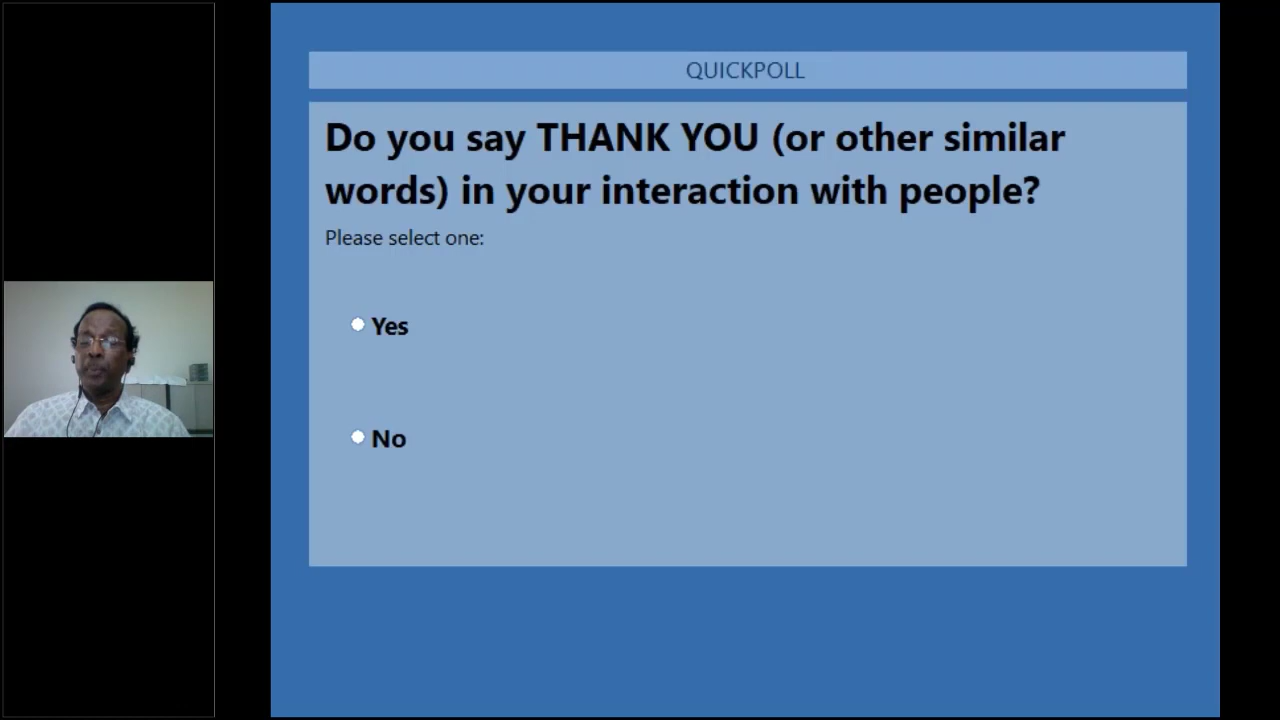 QUICKPOLL
Do you say THANK YOU (or other similar
words) in your interaction with people?
Please select one:
Yes
No